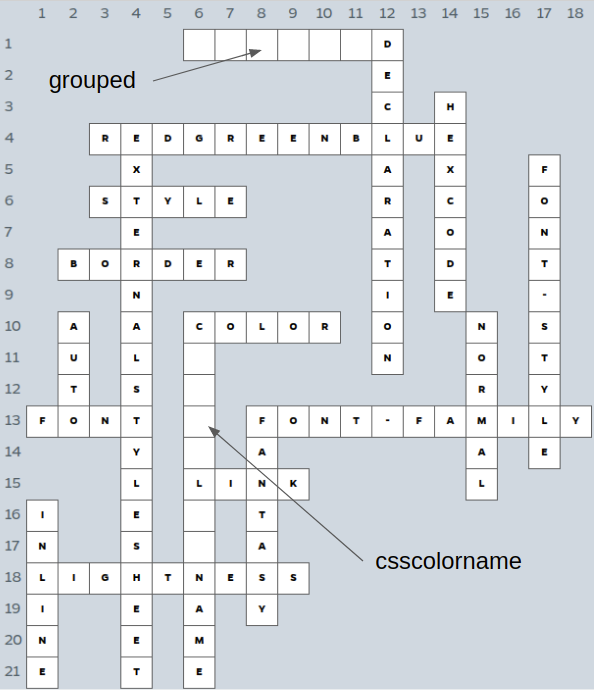 1 2 3 4 5 6 7 8 9 10 11 12 13 14 15 16 17 18
1 D
2 E
grouped
3 C H
4 R E D G R E E N B L U E
5 X A X F
6 S T Y L E R C O
7 E A O N
8 B O R D E R T D T
9 N I E -
10 A A C O L O R O N S
11 U L N O T
12 T S R Y
13 F O N T F O N T - F A M I L Y
14 Y A A E
15 L L I N K L
16 I E T
17 N S A
csscolorname
18 L I G H T N E S S
19 I E A Y
20 N E M
21 E T E